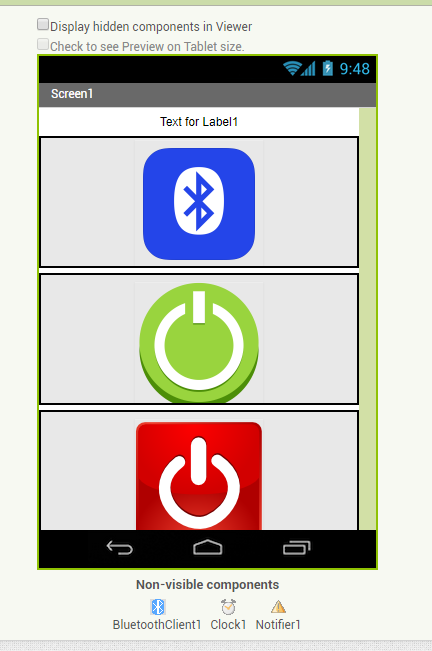 Display hidden components in Viewer
Check to see Preview on Tablet size.
9:48
Screen1
Text for Label1
Non-visible components
BluetoothClient1 Clock1 Notifier1